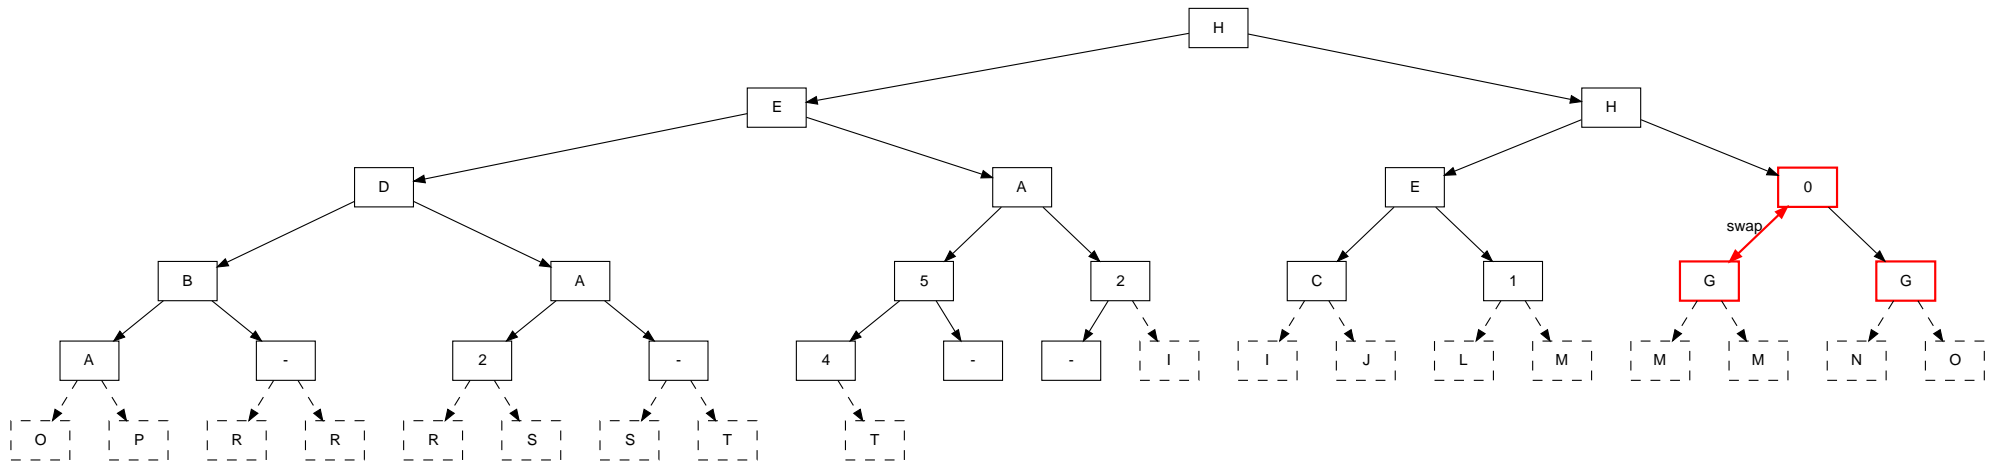 H
E H
D A E 0
swap
B A 5 2 C 1 G G
A - 2 - 4 - - I I J L M M M N O
O P R R R S S T T